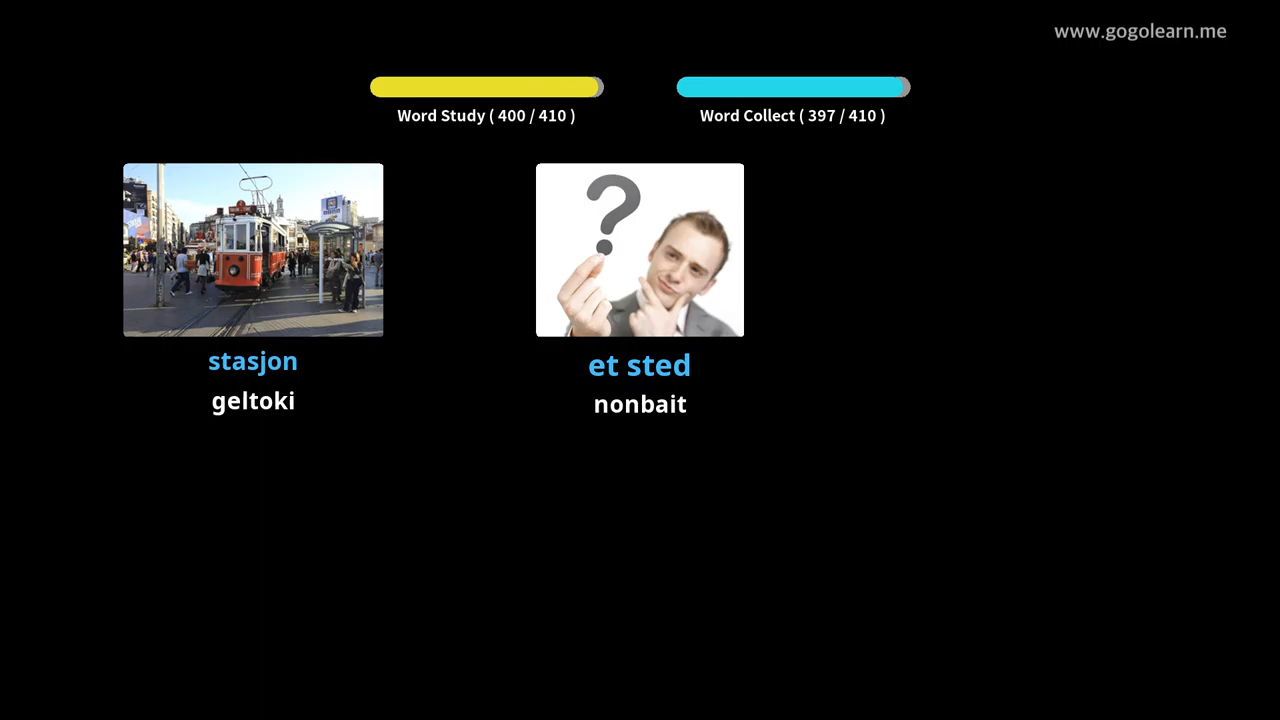 www.gogolearn.me
Word Study ( 400 / 410 )
Word Collect ( 397 / 410 )
stasjon
geltoki
et sted
nonbait